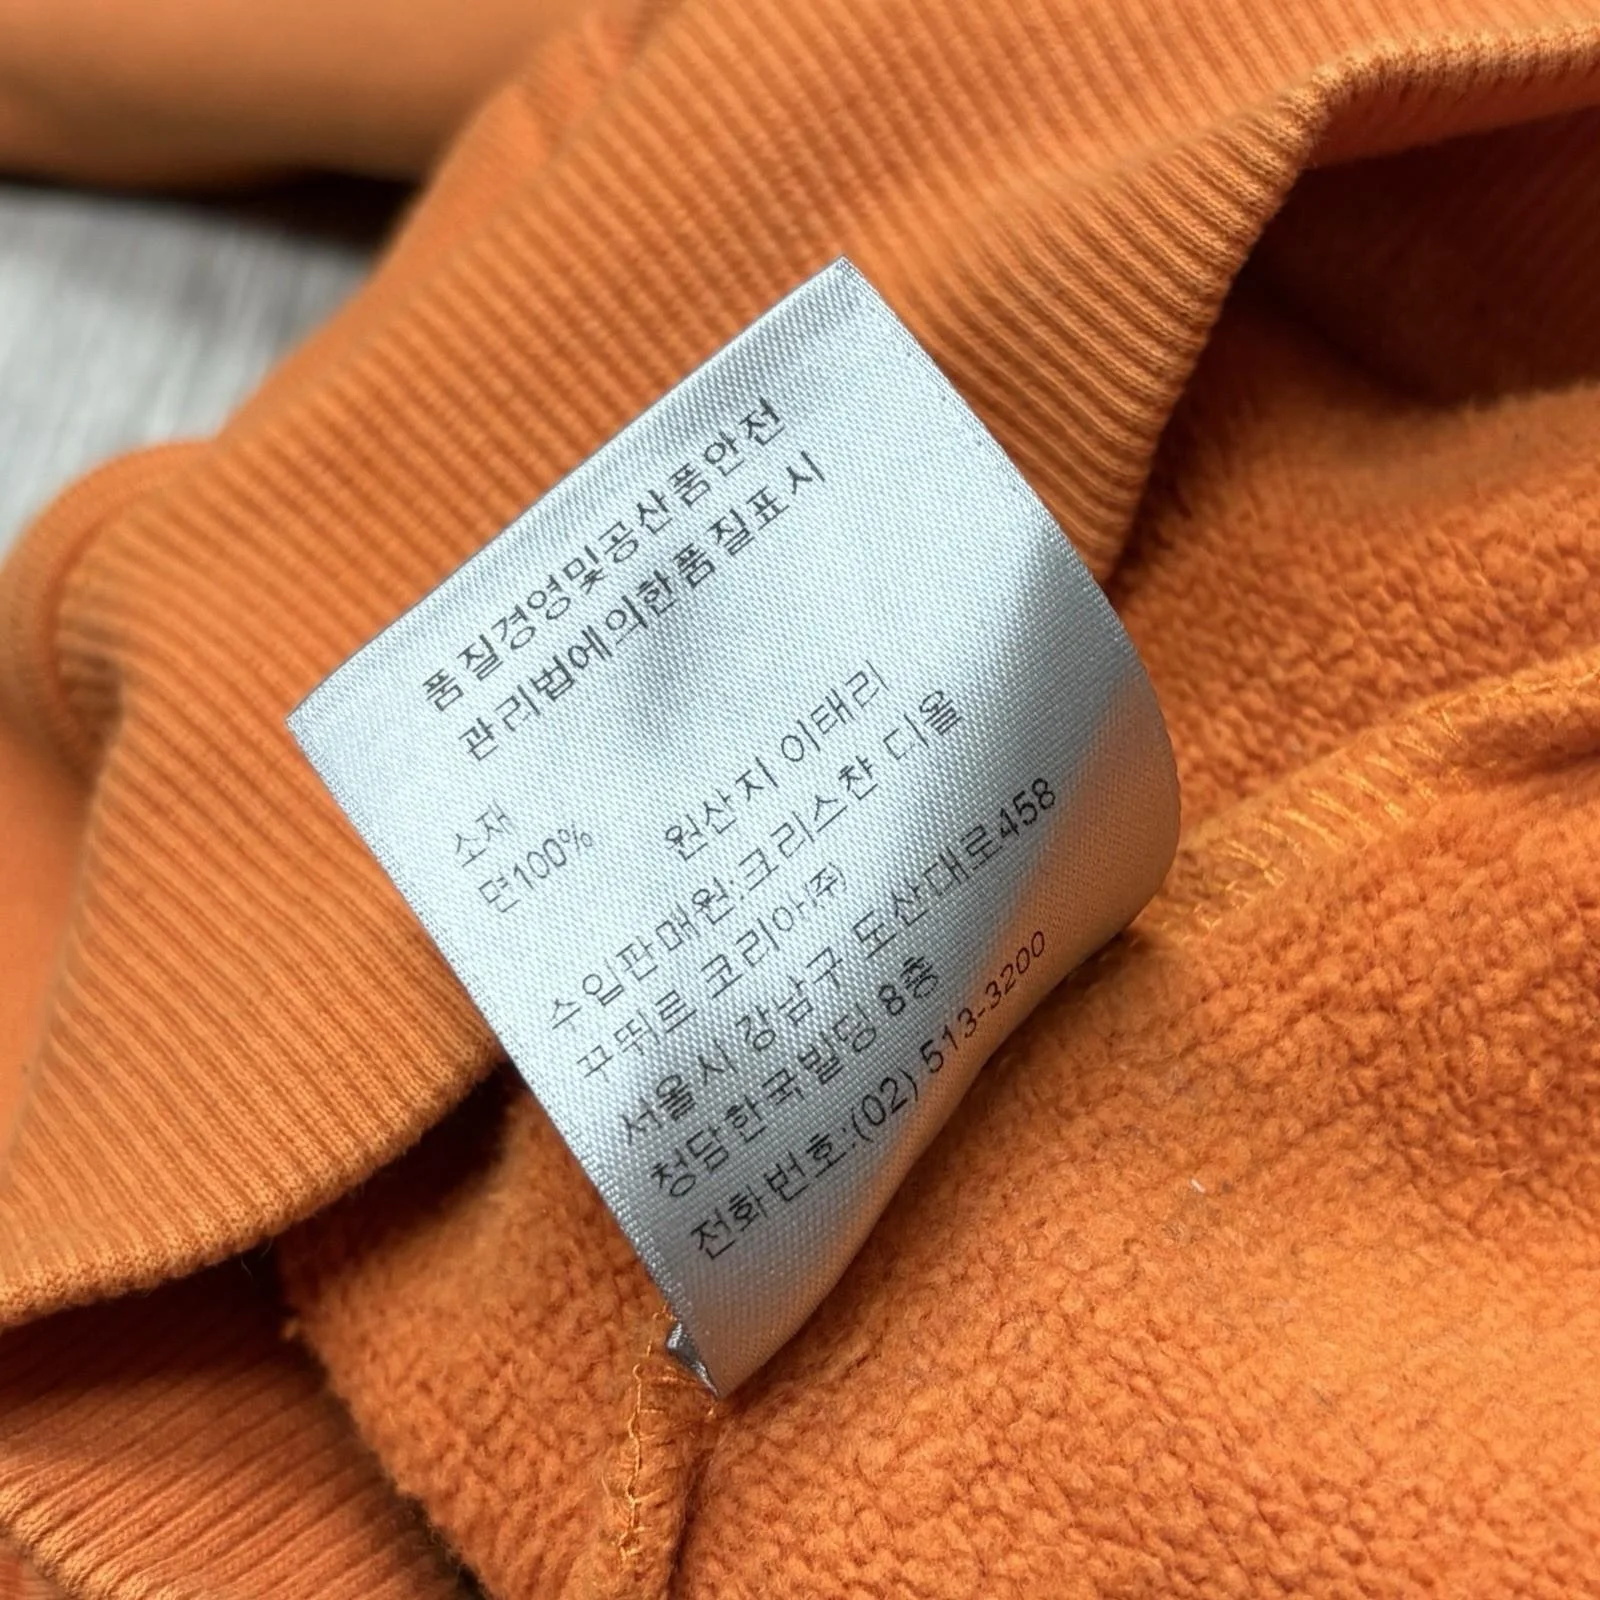 품질경영및공산품안전
관리법에의한품질표시
소재 원산지 이태리
면100%
수입판매원:크리스챤 디올
꾸뛰르 코리아(주)
서울시 강남구 도산대로458
청담한국빌딩 8층
전화번호:(02) 513-3200